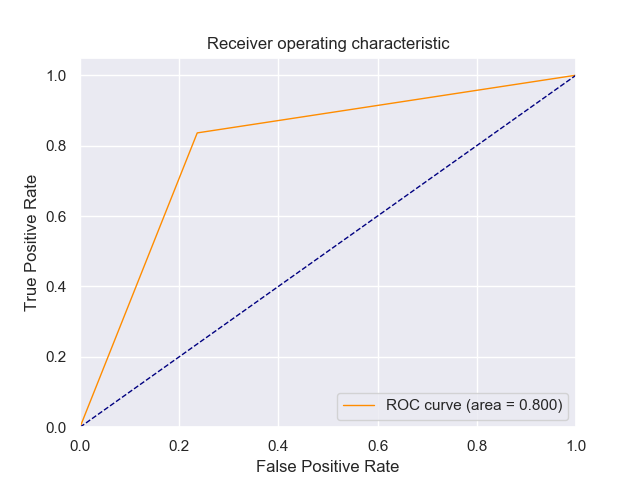 Receiver operating characteristic
True Positive Rate
1.0
0.8
0.6
0.4
0.2
0.0
ROC curve (area = 0.800)
0.0 0.2 0.4 0.6 0.8 1.0
False Positive Rate